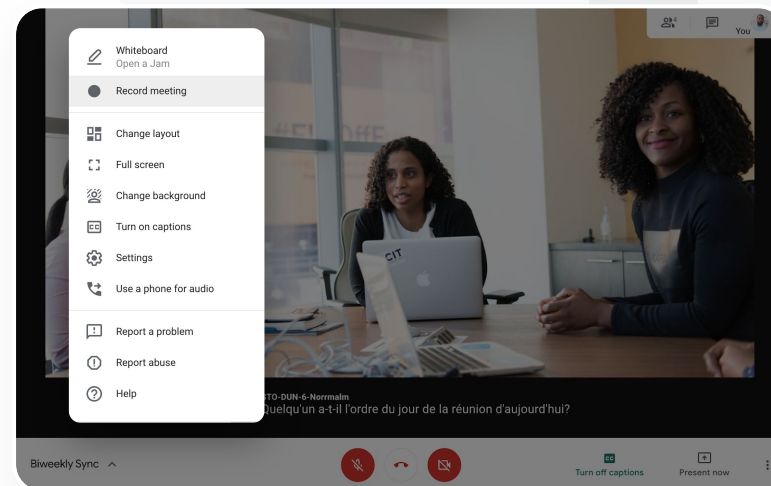 You
Whiteboard
Open a Jam
Record meeting
Change layout
Full screen
Change background
CC
Turn on captions
Settings
Use a phone for audio
Report a problem
Report abuse
Help
CIT
STO-DUN-6-Norrmalm
Quelqu'un a-t-il l'ordre du jour de la réunion d'aujourd'hui?
Biweekly Sync
CC
Turn off captions
Present now